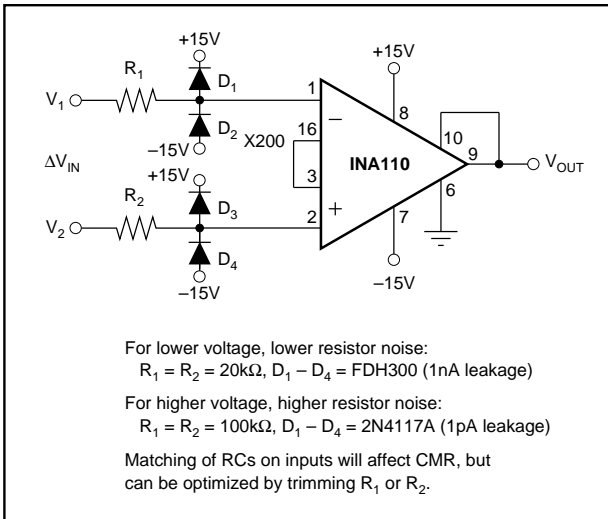 +15V
+15V
R1
D1
V1
1
8
D2
−
16
10
−15V
X200
INA110
9
VOUT
ΔVIN
+15V
3
6
R2
D3
+
V2
2
7
D4
−15V
−15V
For lower voltage, lower resistor noise:
R1 = R2 = 20kΩ, D1 – D4 = FDH300 (1nA leakage)
For higher voltage, higher resistor noise:
R1 = R2 = 100kΩ, D1 – D4 = 2N4117A (1pA leakage)
Matching of RCs on inputs will affect CMR, but
can be optimized by trimming R1 or R2.